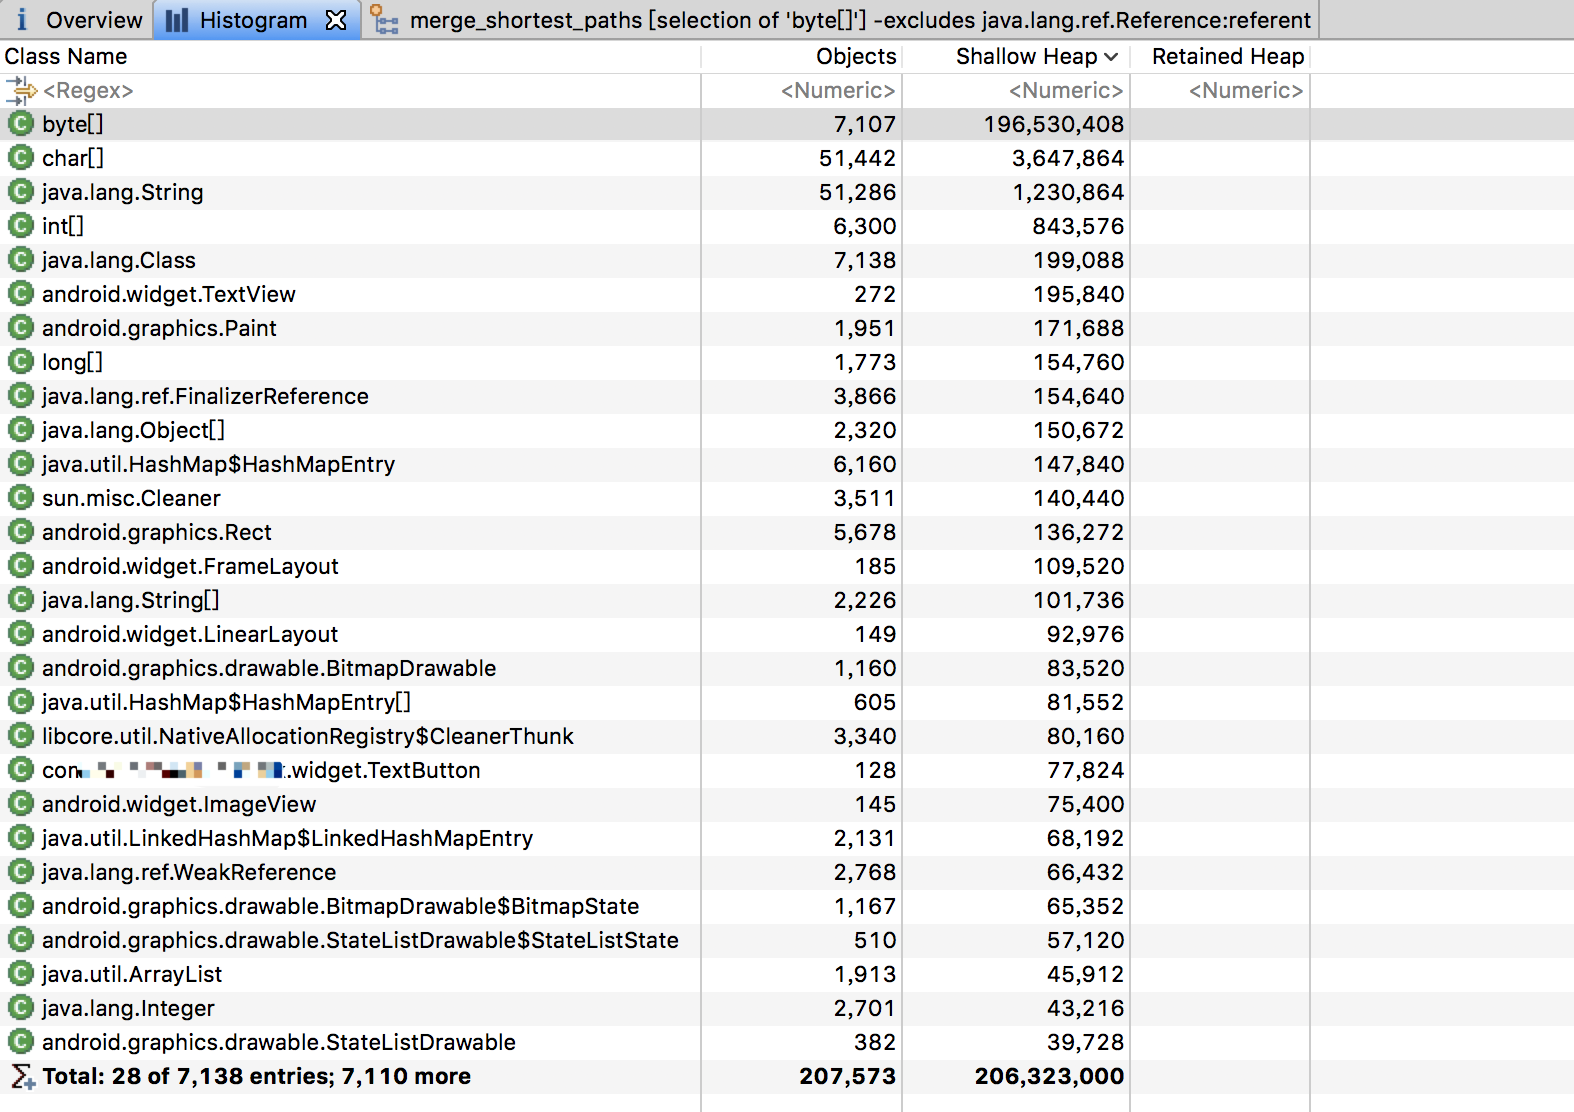 Overview Histogram merge_shortest_paths [selection of 'byte[]'] -excludes java.lang.ref.Reference:referent
Class Name Objects Shallow Heap Retained Heap
<Regex> <Numeric> <Numeric> <Numeric>
byte[] 7,107 196,530,408
char[] 51,442 3,647,864
java.lang.String 51,286 1,230,864
int[] 6,300 843,576
java.lang.Class 7,138 199,088
android.widget.TextView 272 195,840
android.graphics.Paint 1,951 171,688
long[] 1,773 154,760
java.lang.ref.FinalizerReference 3,866 154,640
java.lang.Object[] 2,320 150,672
java.util.HashMap$HashMapEntry 6,160 147,840
sun.misc.Cleaner 3,511 140,440
android.graphics.Rect 5,678 136,272
android.widget.FrameLayout 185 109,520
java.lang.String[] 2,226 101,736
android.widget.LinearLayout 149 92,976
android.graphics.drawable.BitmapDrawable 1,160 83,520
java.util.HashMap$HashMapEntry[] 605 81,552
libcore.util.NativeAllocationRegistry$CleanerThunk 3,340 80,160
.widget.TextButton 128 77,824
android.widget.ImageView 145 75,400
java.util.LinkedHashMap$LinkedHashMapEntry 2,131 68,192
java.lang.ref.WeakReference 2,768 66,432
android.graphics.drawable.BitmapDrawable$BitmapState 1,167 65,352
android.graphics.drawable.StateListDrawable$StateListState 510 57,120
java.util.ArrayList 1,913 45,912
java.lang.Integer 2,701 43,216
android.graphics.drawable.StateListDrawable 382 39,728
Total: 28 of 7,138 entries; 7,110 more 207,573 206,323,000